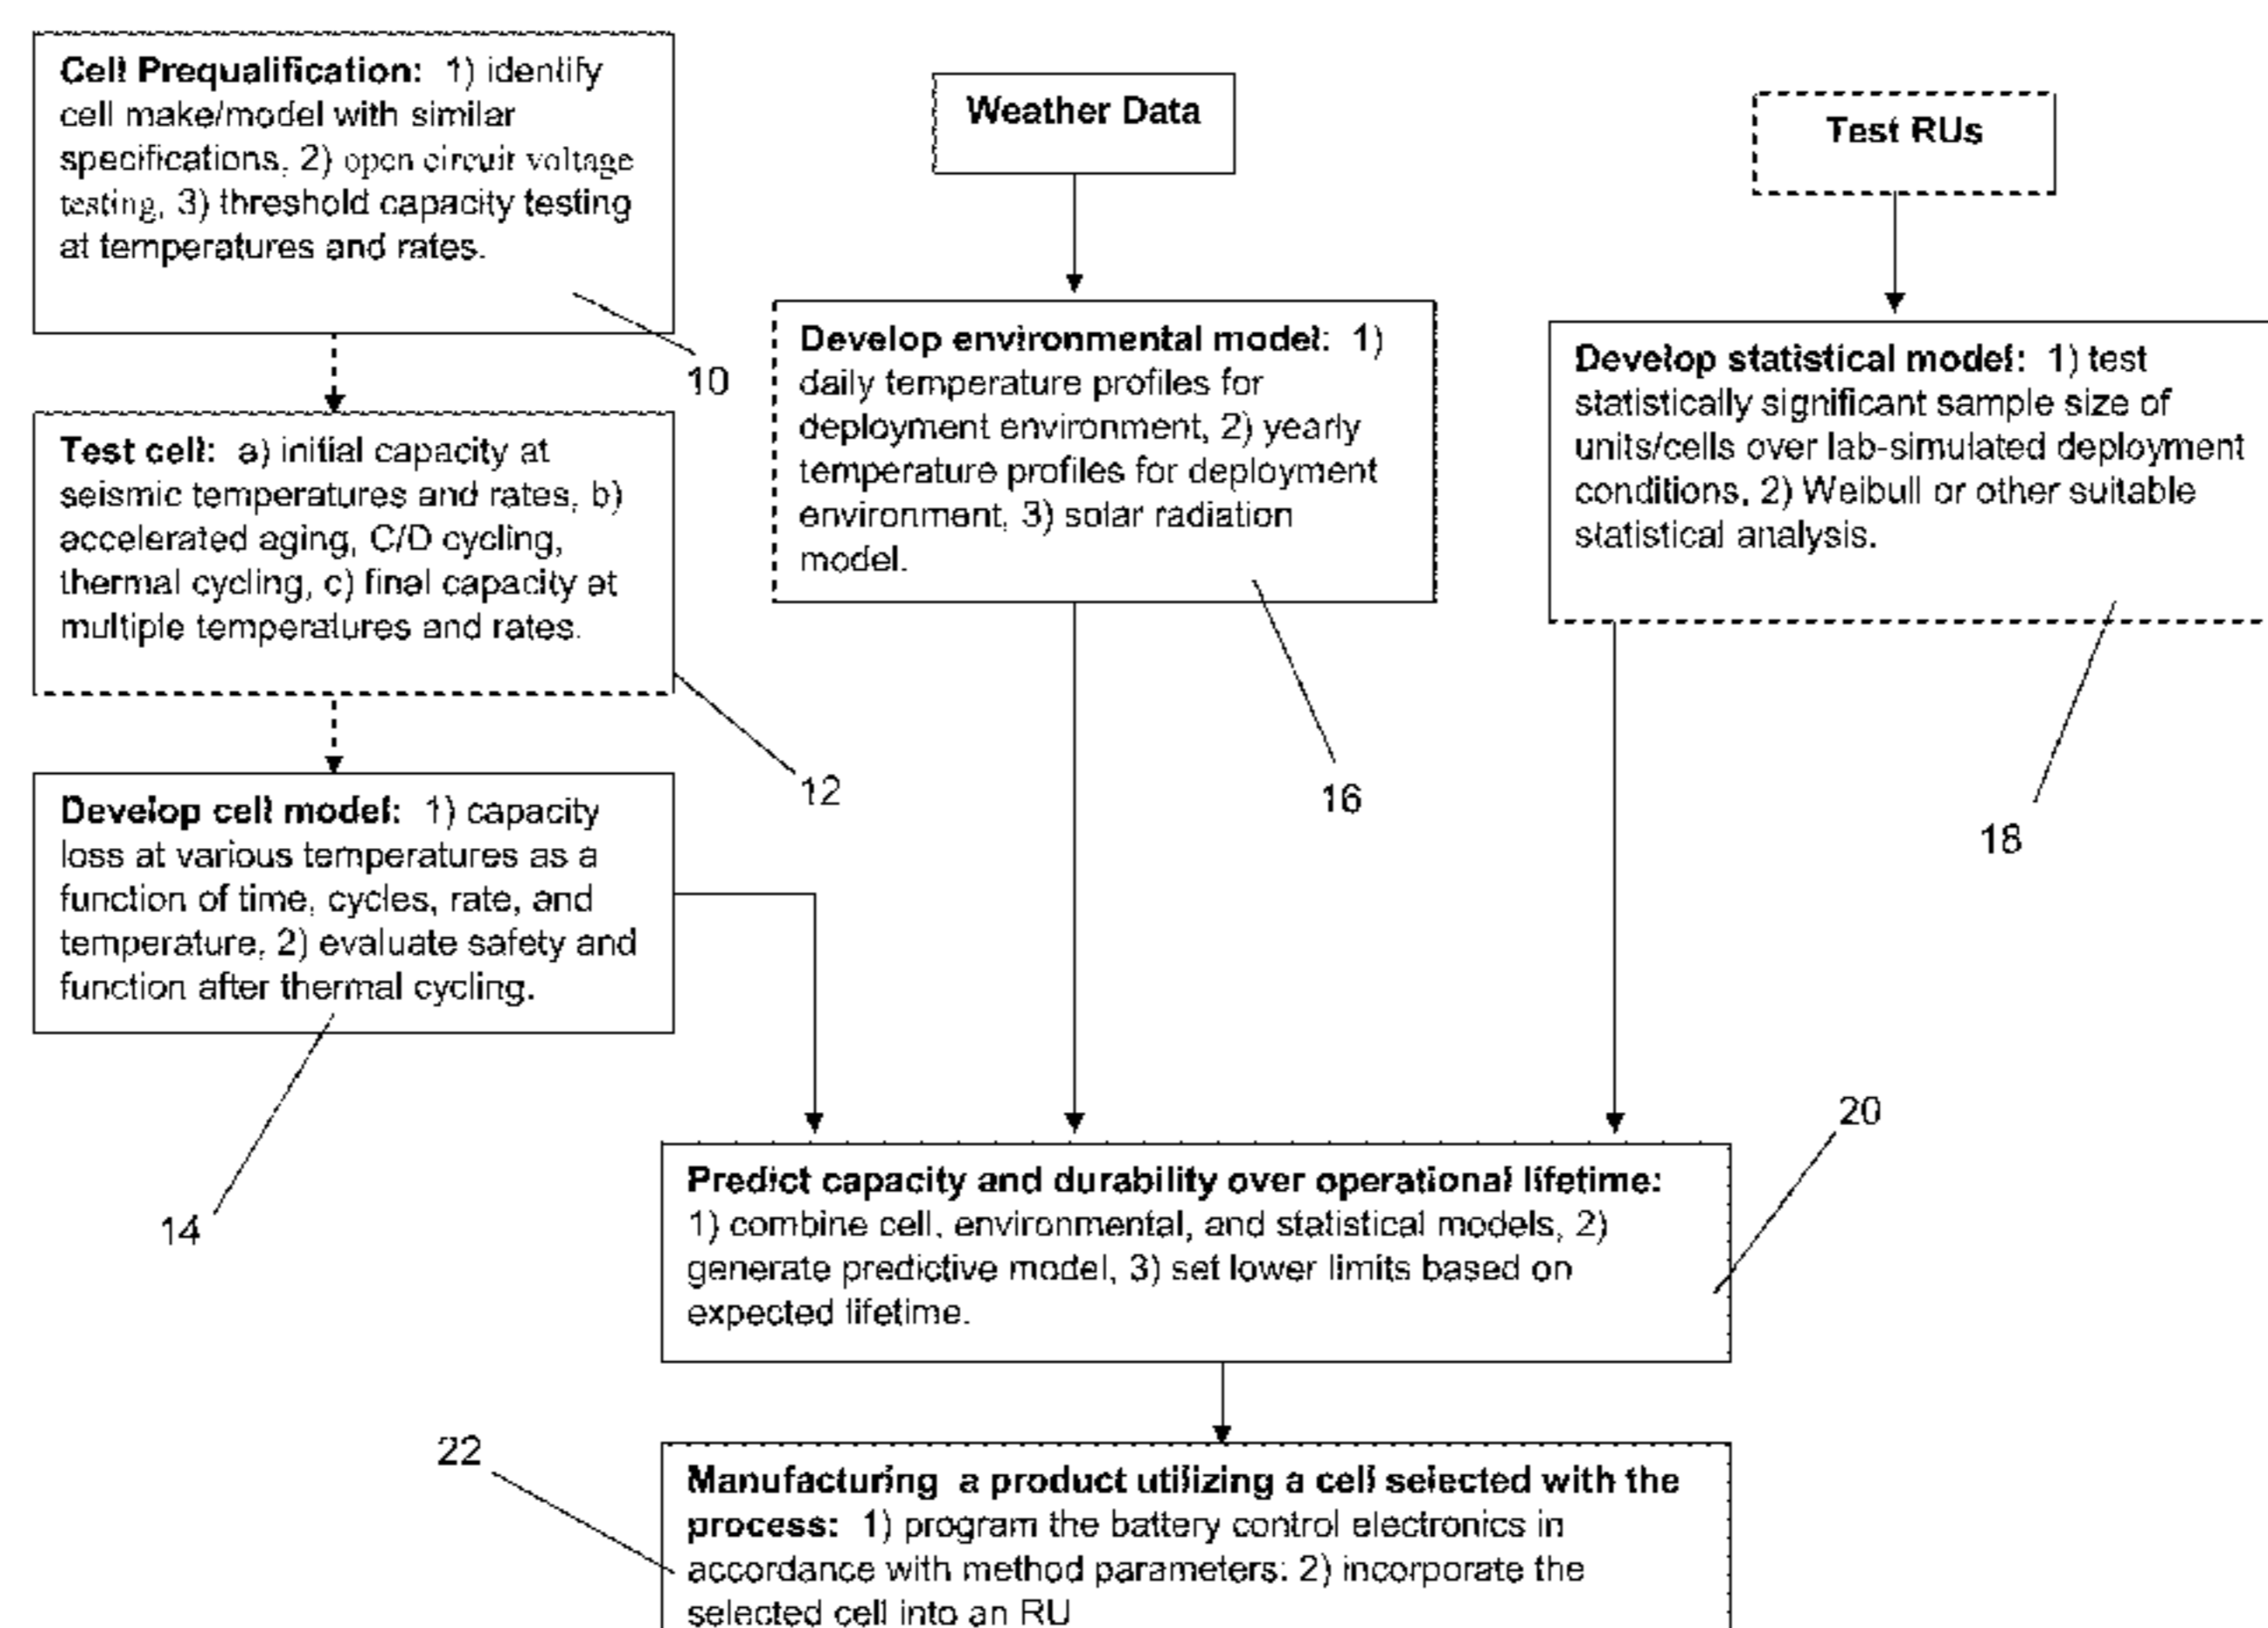 Cell Prequalification: 1) identify
cell make/model with similar
specifications, 2) open circuit voltage
testing, 3) threshold capacity testing
at temperatures and rates.
10
Test cell: a) initial capacity at
seismic temperatures and rates, b)
accelerated aging, C/D cycling,
thermal cycling, c) final capacity at
multiple temperatures and rates.
12
Develop cell model: 1) capacity
loss at various temperatures as a
function of time, cycles, rate, and
temperature, 2) evaluate safety and
function after thermal cycling.
14
Weather Data
Develop environmental model: 1)
daily temperature profiles for
deployment environment, 2) yearly
temperature profiles for deployment
environment, 3) solar radiation
model.
16
Test RUs
Develop statistical model: 1) test
statistically significant sample size of
units/cells over lab-simulated deployment
conditions, 2) Weibull or other suitable
statistical analysis.
18
20
Predict capacity and durability over operational lifetime:
1) combine cell, environmental, and statistical models, 2)
generate predictive model, 3) set lower limits based on
expected lifetime.
22
Manufacturing a product utilizing a cell selected with the
process: 1) program the battery control electronics in
accordance with method parameters: 2) incorporate the
selected cell into an RU